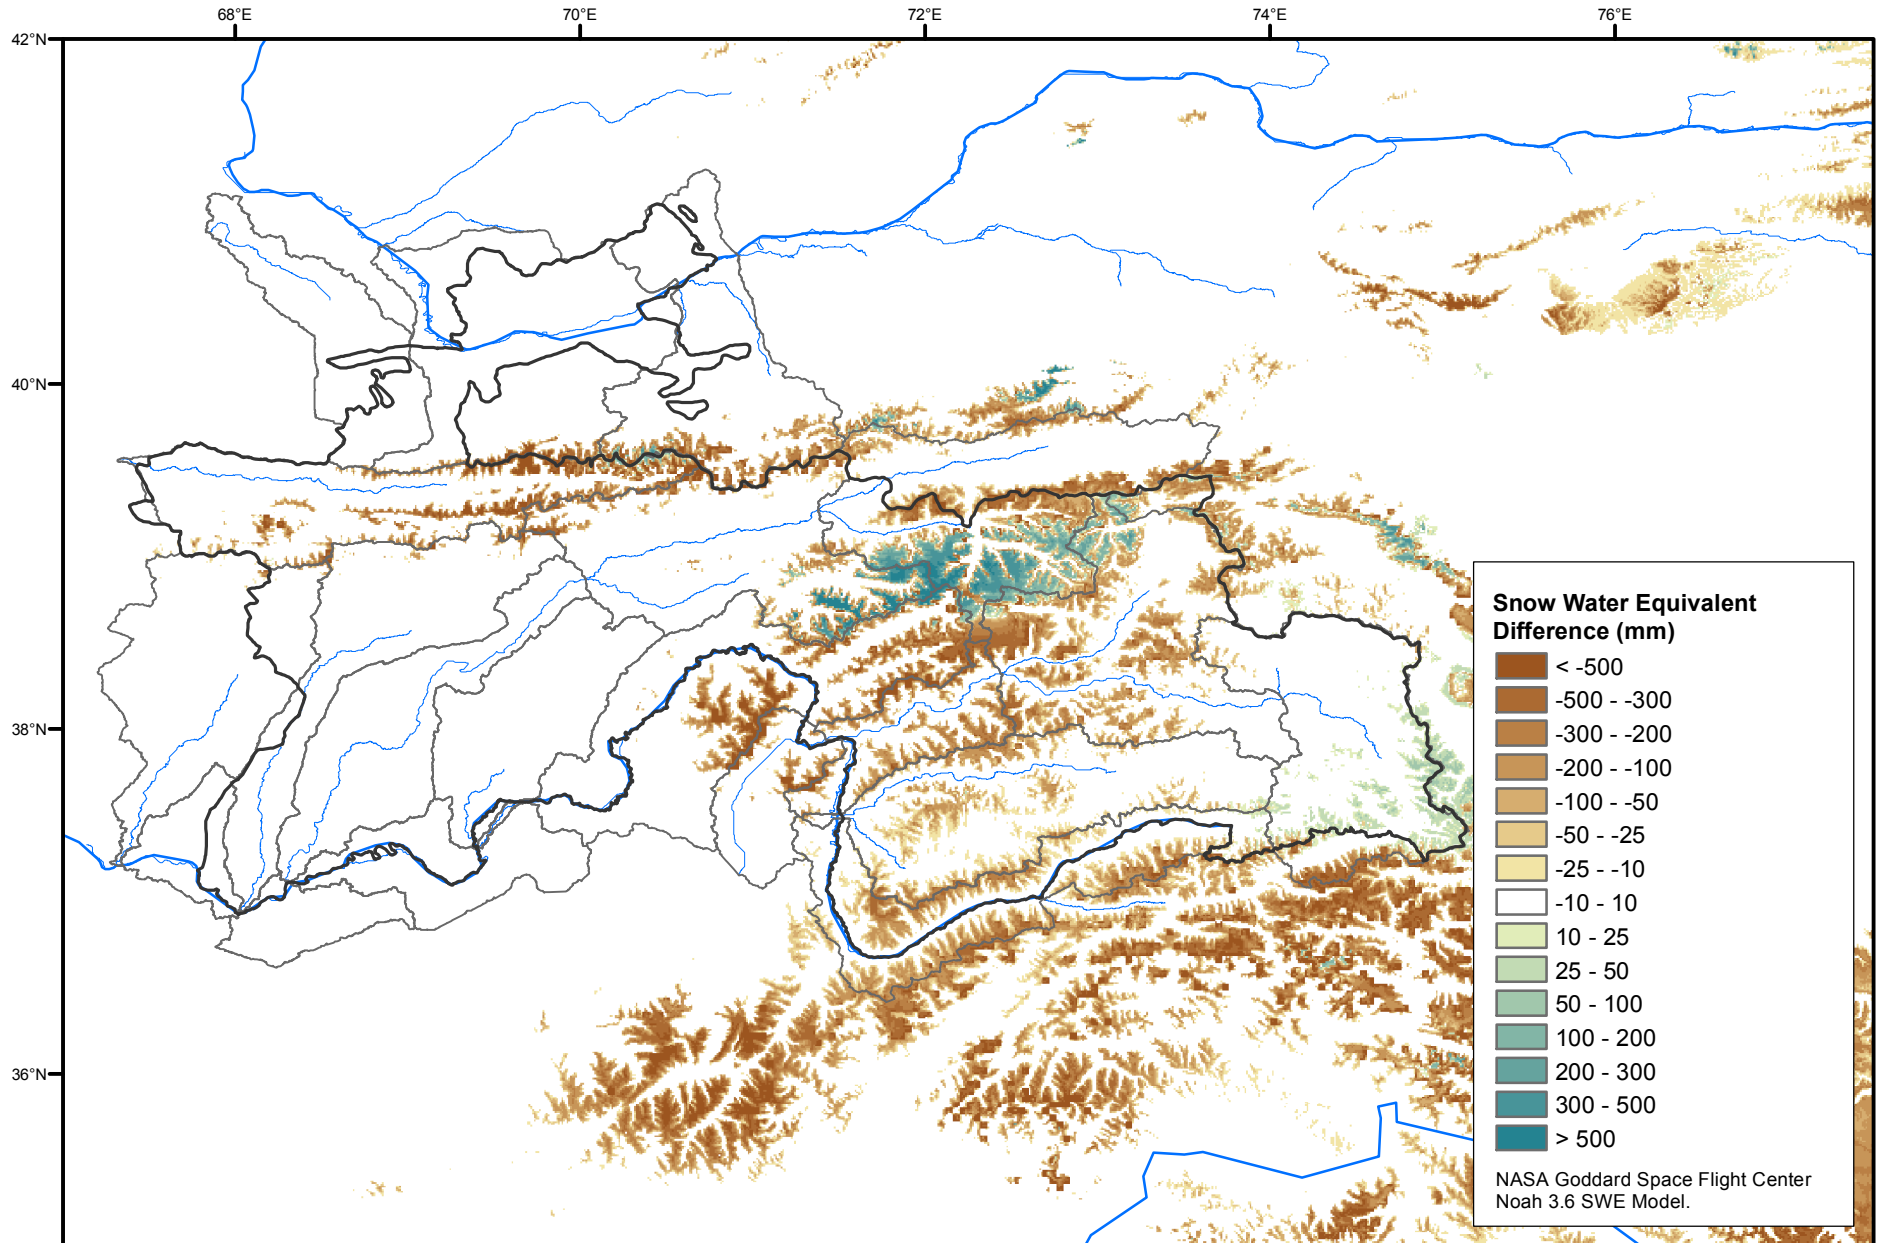 68°E
70°E
72°E
74°E
76°E
42°N
40°N
38°N
36°N
Snow Water Equivalent
Difference (mm)
< -500
-500 - -300
-300 - -200
-200 - -100
-100 - -50
-50 - -25
-25 - -10
-10 - 10
10 - 25
25 - 50
50 - 100
100 - 200
200 - 300
300 - 500
> 500
NASA Goddard Space Flight Center
Noah 3.6 SWE Model.